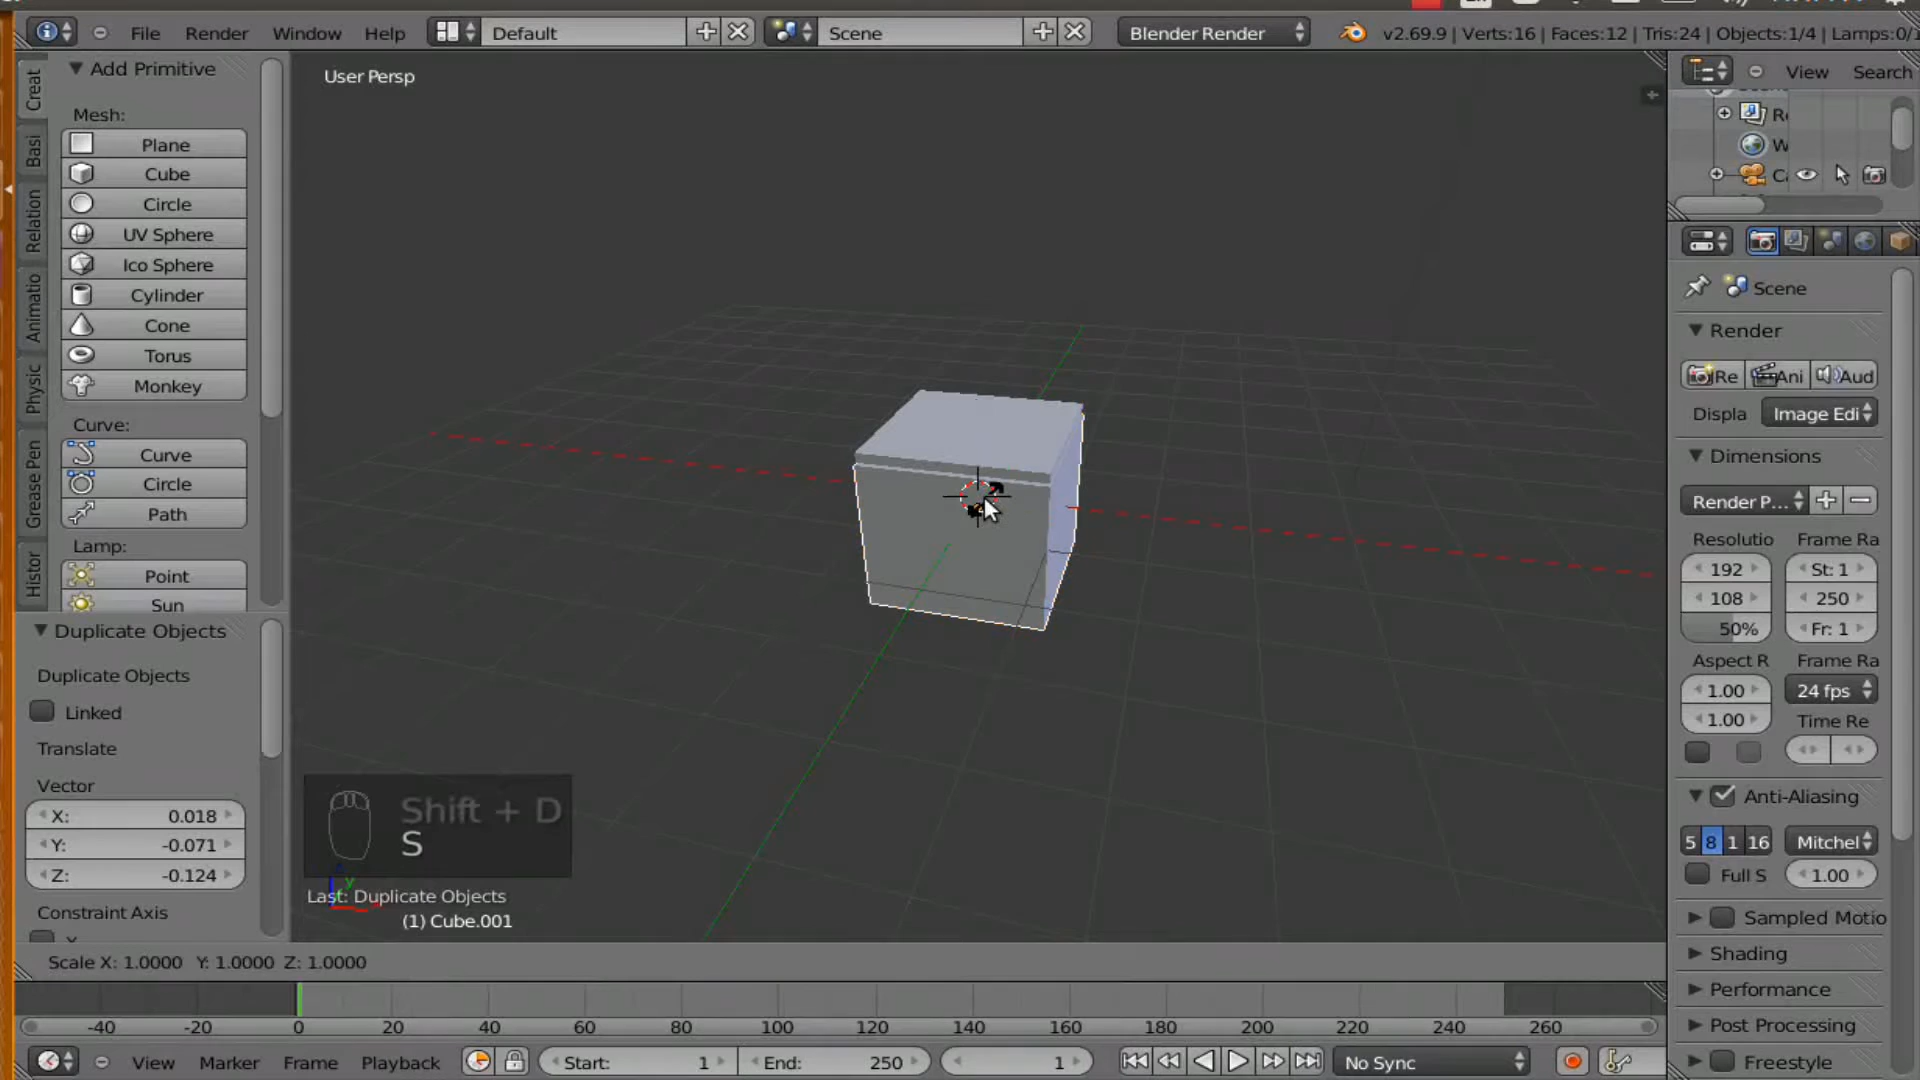 File Render Window Help Default Scene Blender Render v2.69.9 | Verts:16 | Faces:12 | Tris:24 | Objects:1/4 | Lamps:0/
Add Primitive
Mesh:
Plane
Cube
Circle
UV Sphere
Ico Sphere
Cylinder
Cone
Torus
Monkey
Curve:
Curve
Circle
Path
Lamp:
Point
Sun
Creat
Basi
Relation
Animatio
Physic
Grease Pen
Histor
Duplicate Objects
Duplicate Objects
Linked
Translate
Vector
X: 0.018
Y: -0.071
Z: -0.124
Constraint Axis
User Persp
Shift + D
S
Last: Duplicate Objects
(1) Cube.001
Scale X: 1.0000 Y: 1.0000 Z: 1.0000
-40 -20 0 20 40 60 80 100 120 140 160 180 200 220 240 260
View Marker Frame Playback Start: 1 End: 250 1 No Sync
View Search
Scene
Render
Re Ani Aud
Displa Image Edi
Dimensions
Render P...
Resolutio Frame Ra
192 St: 1
108 250
50% Fr: 1
Aspect R Frame Ra
1.00 24 fps
1.00 Time Re
Anti-Aliasing
5 8 1 16 Mitchel
Full S 1.00
Sampled Motio
Shading
Performance
Post Processing
Freestyle